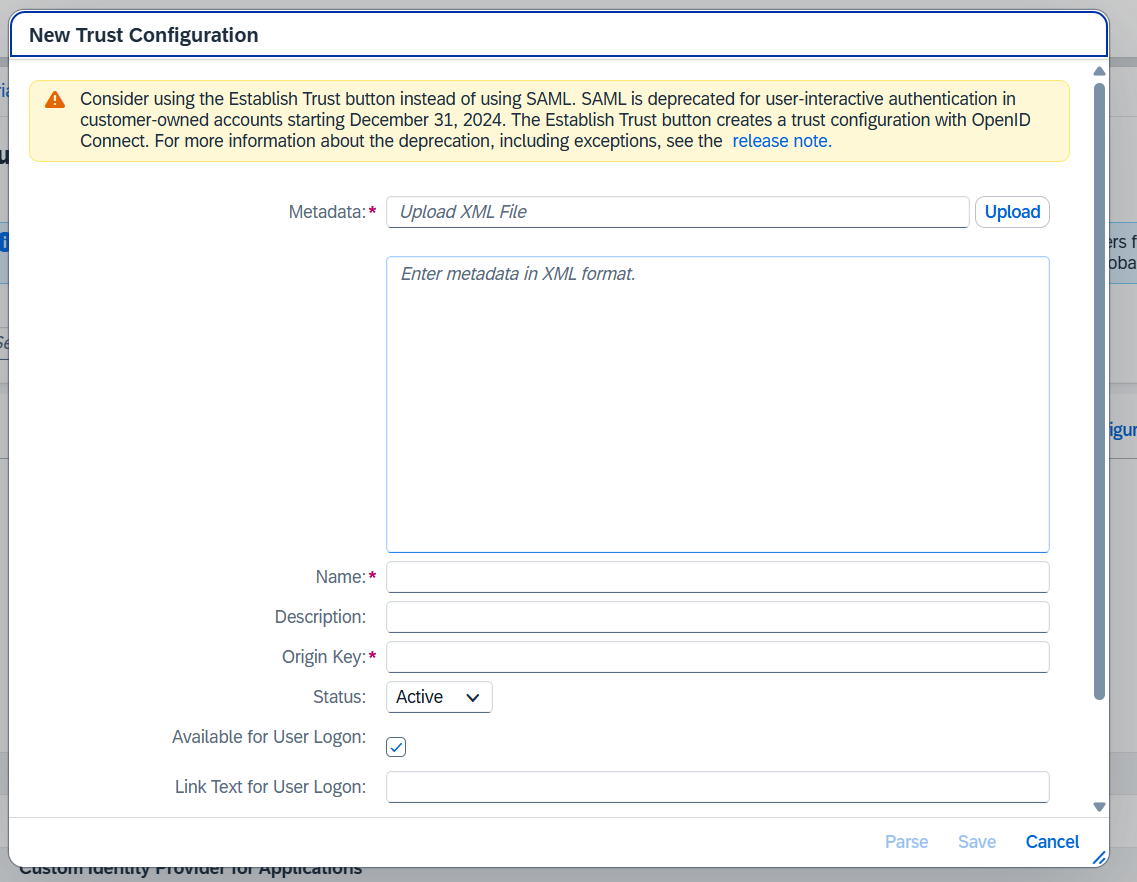 New Trust Configuration
Consider using the Establish Trust button instead of using SAML. SAML is deprecated for user-interactive authentication in
customer-owned accounts starting December 31, 2024. The Establish Trust button creates a trust configuration with OpenID
Connect. For more information about the deprecation, including exceptions, see the release note.
Metadata:* Upload XML File Upload
Enter metadata in XML format.
Name:*
Description:
Origin Key:*
Status: Active
Available for User Logon:
Link Text for User Logon:
Parse Save Cancel
Custom Identity Provider for Applications